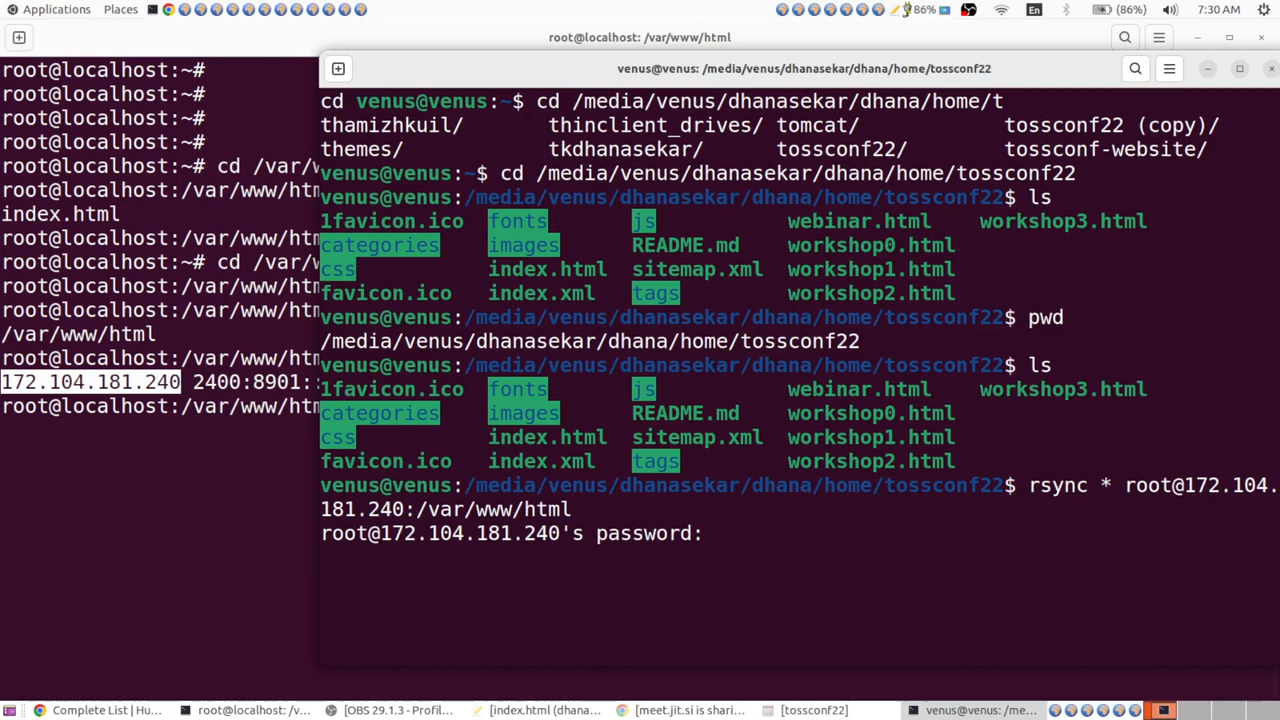 Applications Places 86% En (86%) 7:30 AM
root@localhost: /var/www/html
venus@venus: /media/venus/dhanasekar/dhana/home/tossconf22
root@localhost:~#
root@localhost:~#
root@localhost:~#
root@localhost:~#
root@localhost:~# cd /var/w
root@localhost:/var/www/htm
index.html
root@localhost:/var/www/htm
root@localhost:~# cd /var/w
root@localhost:/var/www/htm
root@localhost:/var/www/htm
/var/www/html
root@localhost:/var/www/htm
172.104.181.240 2400:8901::
root@localhost:/var/www/htm
cd venus@venus:~$ cd /media/venus/dhanasekar/dhana/home/t
thamizhkuil/ thinclient_drives/ tomcat/ tossconf22 (copy)/
themes/ tkdhanasekar/ tossconf22/ tossconf-website/
venus@venus:~$ cd /media/venus/dhanasekar/dhana/home/tossconf22
venus@venus:/media/venus/dhanasekar/dhana/home/tossconf22$ ls
1favicon.ico fonts js webinar.html workshop3.html
categories images README.md workshop0.html
css index.html sitemap.xml workshop1.html
favicon.ico index.xml tags workshop2.html
venus@venus:/media/venus/dhanasekar/dhana/home/tossconf22$ pwd
/media/venus/dhanasekar/dhana/home/tossconf22
venus@venus:/media/venus/dhanasekar/dhana/home/tossconf22$ ls
1favicon.ico fonts js webinar.html workshop3.html
categories images README.md workshop0.html
css index.html sitemap.xml workshop1.html
favicon.ico index.xml tags workshop2.html
venus@venus:/media/venus/dhanasekar/dhana/home/tossconf22$ rsync * root@172.104.
181.240:/var/www/html
root@172.104.181.240's password:
Complete List | Hu... root@localhost: /v... [OBS 29.1.3 - Profil... [index.html (dhana... [meet.jit.si is shari... [tossconf22] venus@venus: /me...